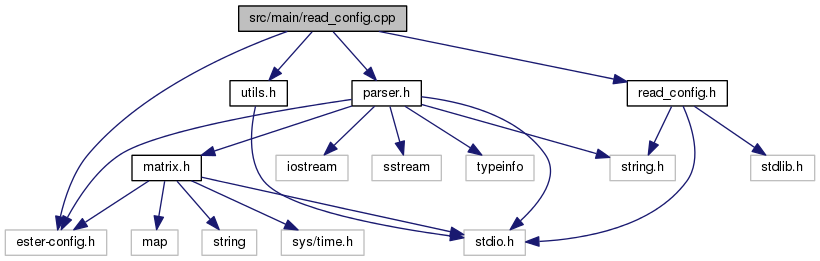 src/main/read_config.cpp
utils.h
parser.h
read_config.h
matrix.h
iostream
sstream
typeinfo
string.h
stdlib.h
ester-config.h
map
string
sys/time.h
stdio.h